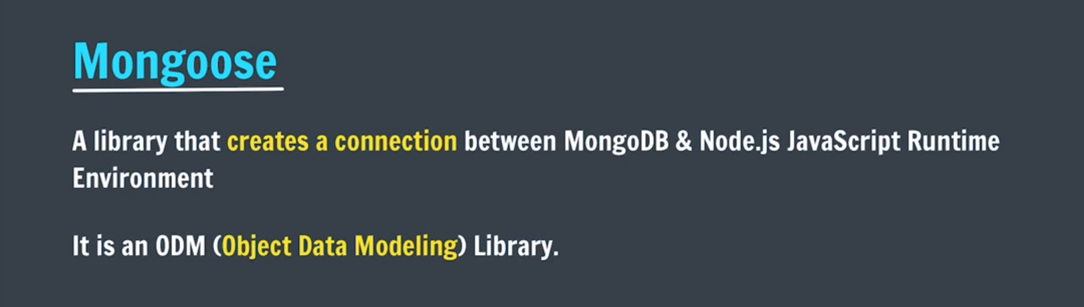 Mongoose
A library that creates a connection between MongoDB & Node.js JavaScript Runtime
Environment
It is an ODM (Object Data Modeling) Library.